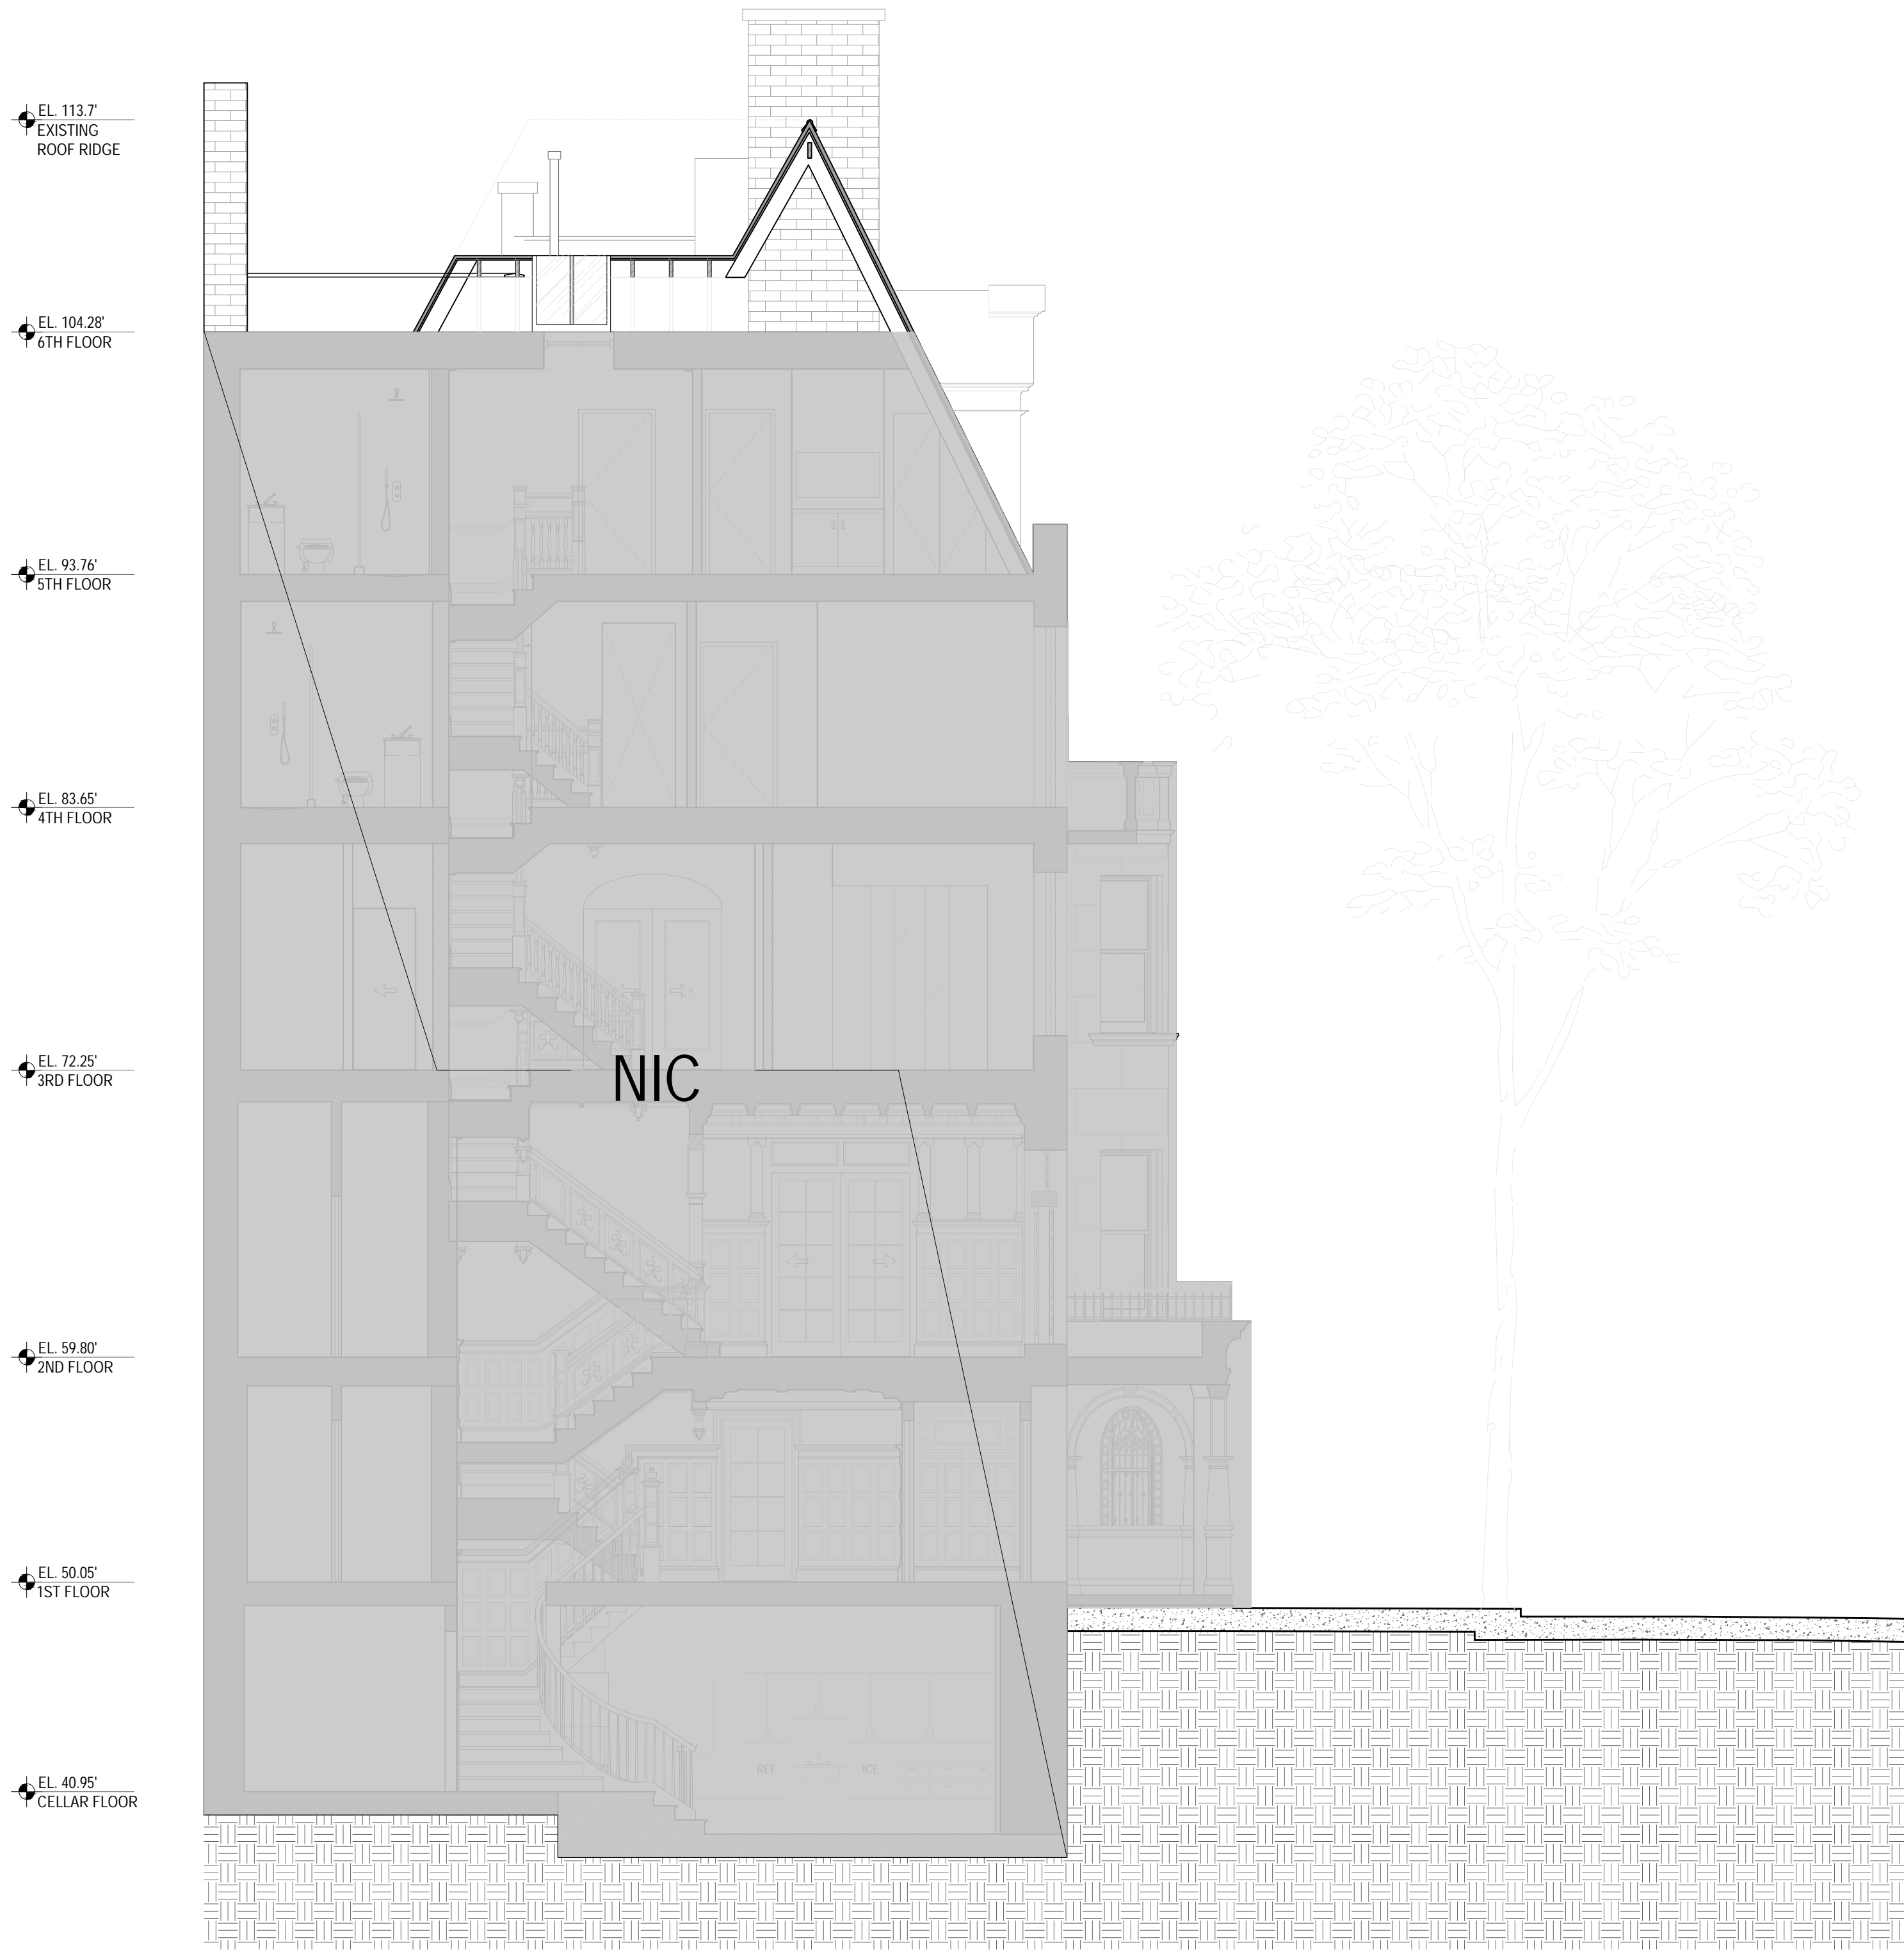 EL. 113.7'
EXISTING
ROOF RIDGE
EL. 104.28'
6TH FLOOR
EL. 93.76'
5TH FLOOR
EL. 83.65'
4TH FLOOR
EL. 72.25'
3RD FLOOR
NIC
EL. 59.80'
2ND FLOOR
EL. 50.05'
1ST FLOOR
REF ICE
EL. 40.95'
CELLAR FLOOR